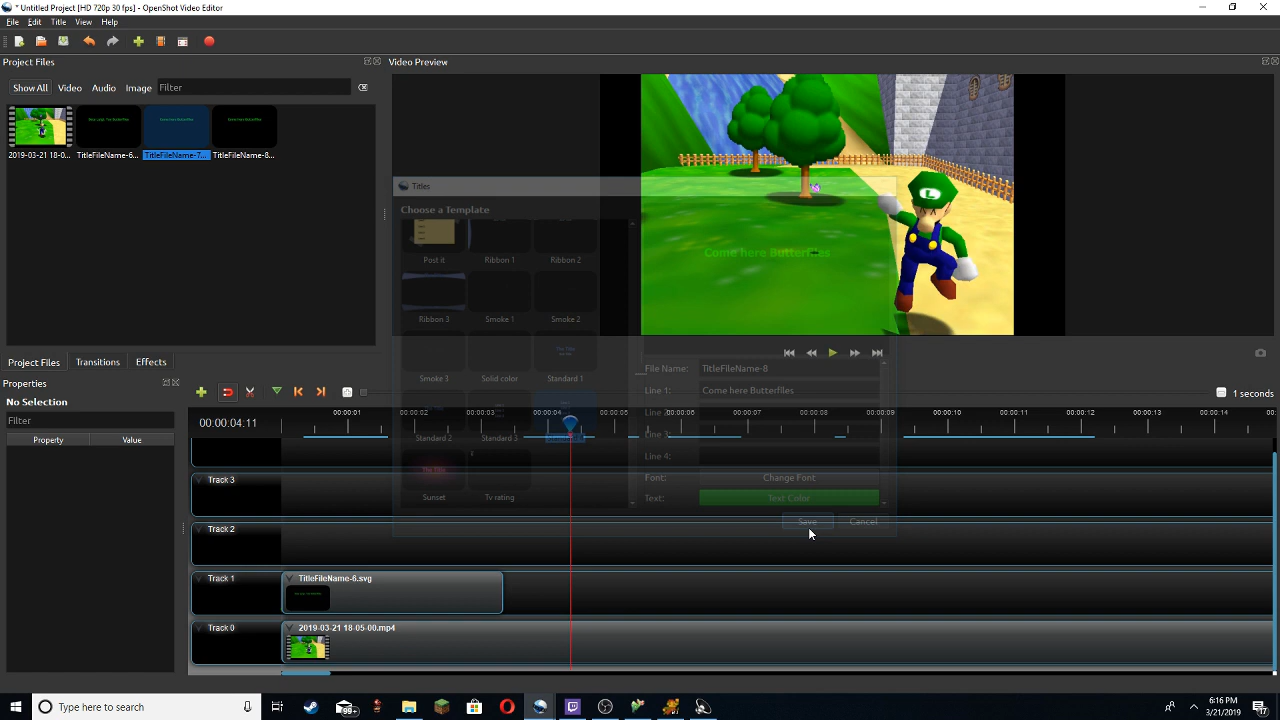 * Untitled Project [HD 720p 30 fps] - OpenShot Video Editor
File Edit Title View Help
Project Files
Video Preview
Show All Video Audio Image Filter
2019-03-21 18-0... TitleFileName-6... TitleFileName-7... TitleFileName-8...
L
Titles
Choose a Template
Post it Ribbon 1 Ribbon 2
Come here Butterflies
Ribbon 3 Smoke 1 Smoke 2
The Title
Smoke 3 Solid color Standard 1
Standard 2 Standard 3
The Title
Sunset Tv rating
File Name: TitleFileName-8
Line 1: Come here Butterfiles
Line 2:
Line 3:
Line 4:
Font: Change Font
Text: Text Color
Save Cancel
Project Files Transitions Effects
Properties
No Selection
Filter
Property Value
1 seconds
00:00:04:11
00:00:01 00:00:02 00:00:03 00:00:04 00:00:05 00:00:06 00:00:07 00:00:08 00:00:09 00:00:10 00:00:11 00:00:12 00:00:13 00:00:14
Track 3
Track 2
Track 1 TitleFileName-6.svg
Track 0 2019-03-21 18-05-00.mp4
Type here to search
99+
6:16 PM
3/21/2019
17